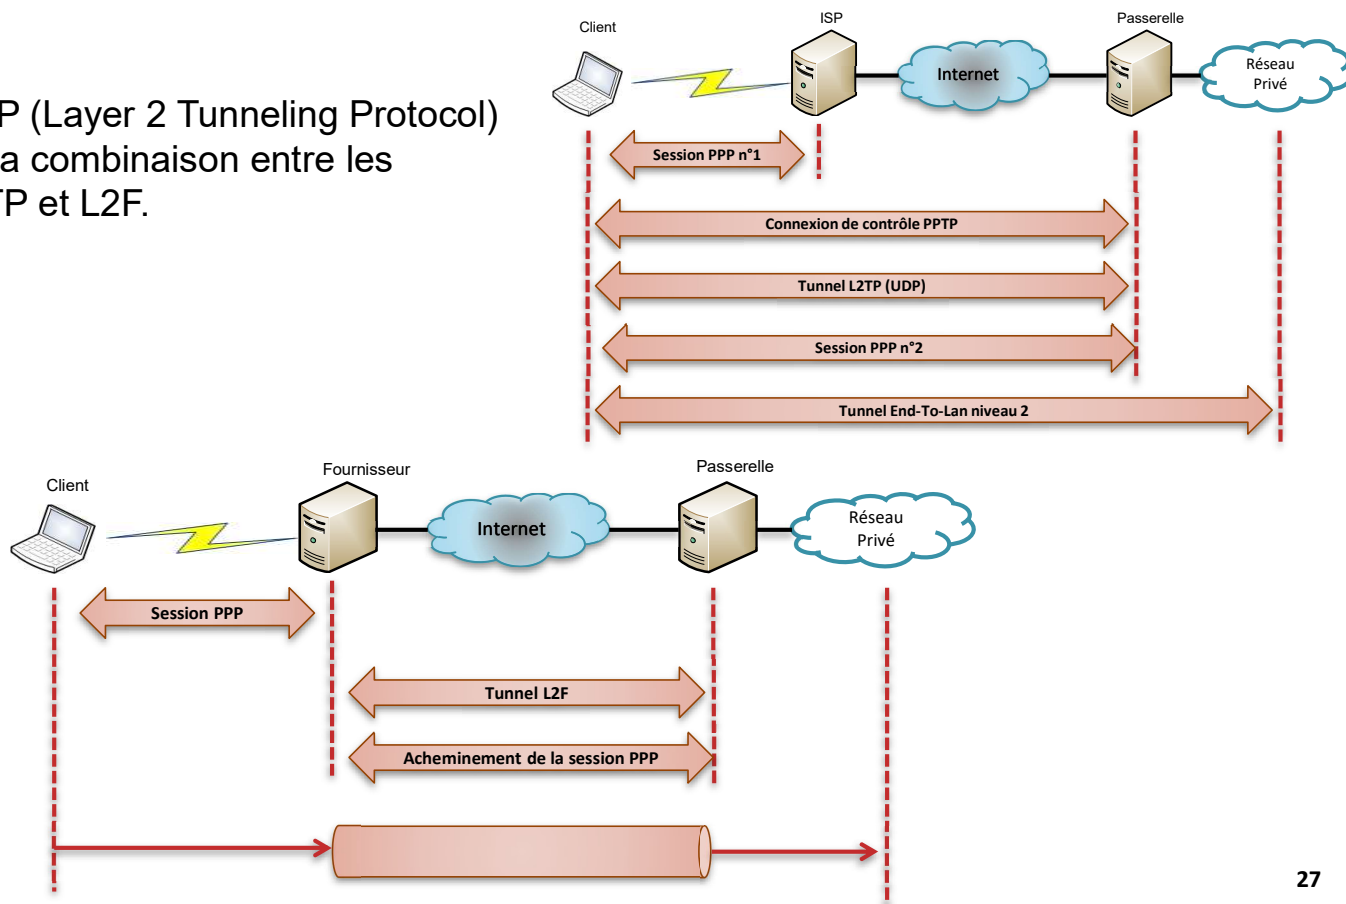 Client
ISP
Passerelle
Internet
Réseau
Privé
P (Layer 2 Tunneling Protocol)
a combinaison entre les
TP et L2F.
Session PPP n°1
Connexion de contrôle PPTP
Tunnel L2TP (UDP)
Session PPP n°2
Tunnel End-To-Lan niveau 2
Client
Fournisseur
Passerelle
Internet
Réseau
Privé
Session PPP
Tunnel L2F
Acheminement de la session PPP
27